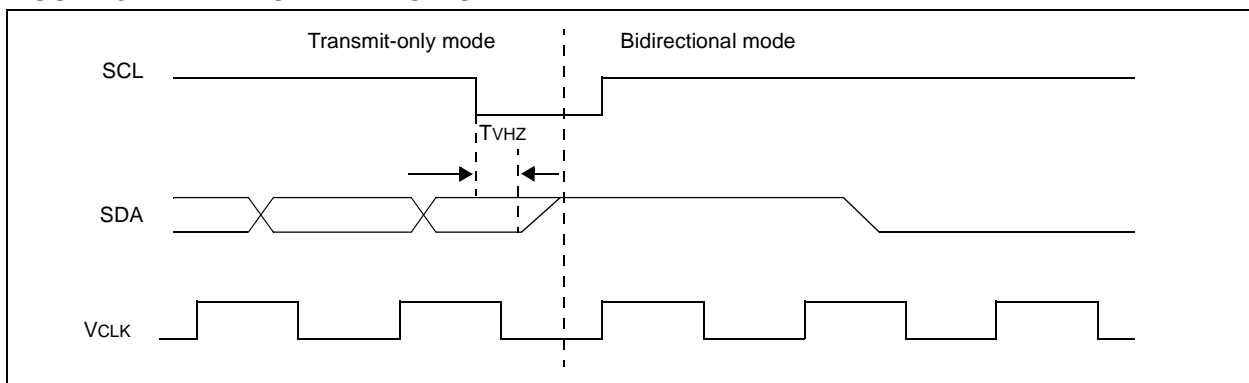 Transmit-only mode
Bidirectional mode
SCL
TVHZ
SDA
VCLK